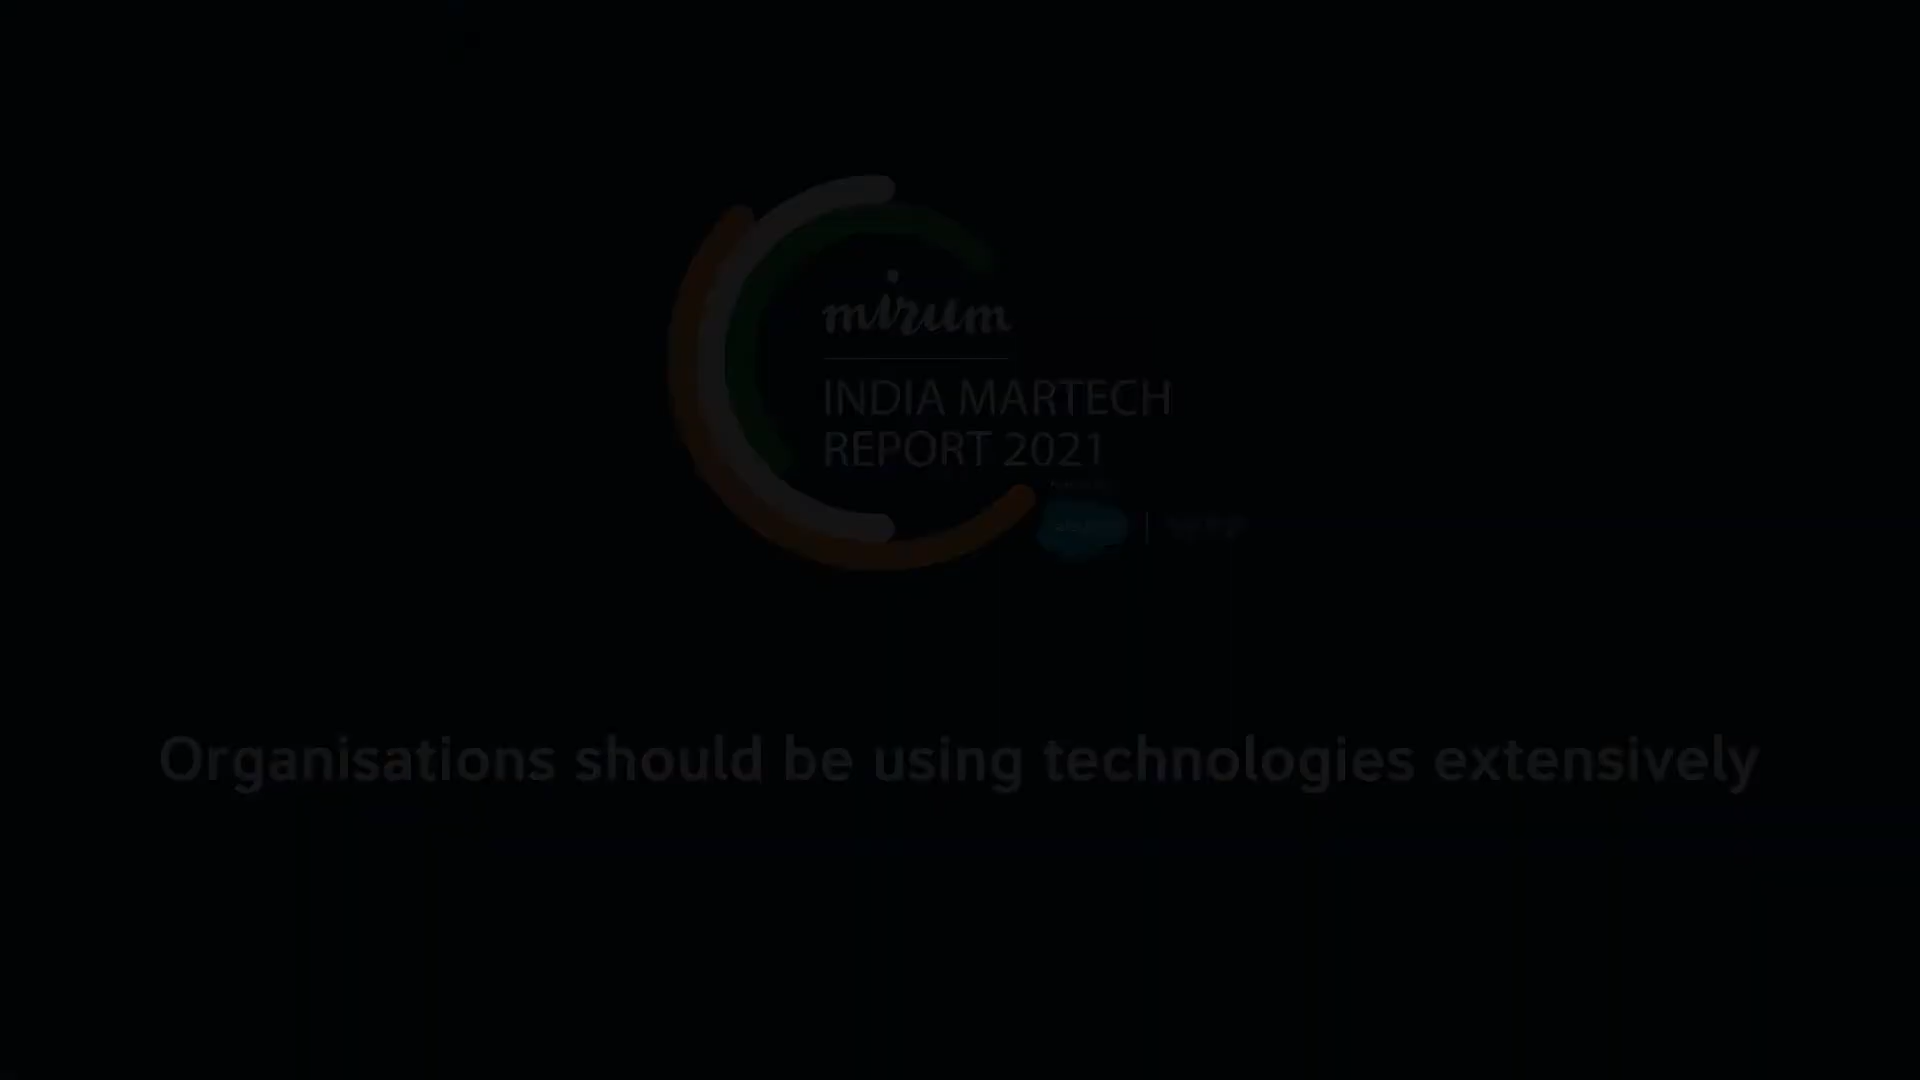 mirum
INDIA MARTECH
REPORT 2021
Organisations should be using technologies extensively